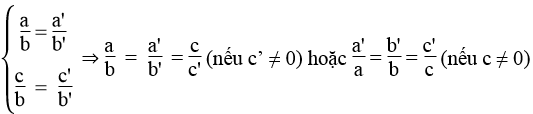 { a/b = a'/b' ; c/b = c'/b' ⇒ a/b = a'/b' = c/c' (nếu c’ ≠ 0) hoặc a'/a = b'/b = c'/c (nếu c ≠ 0)